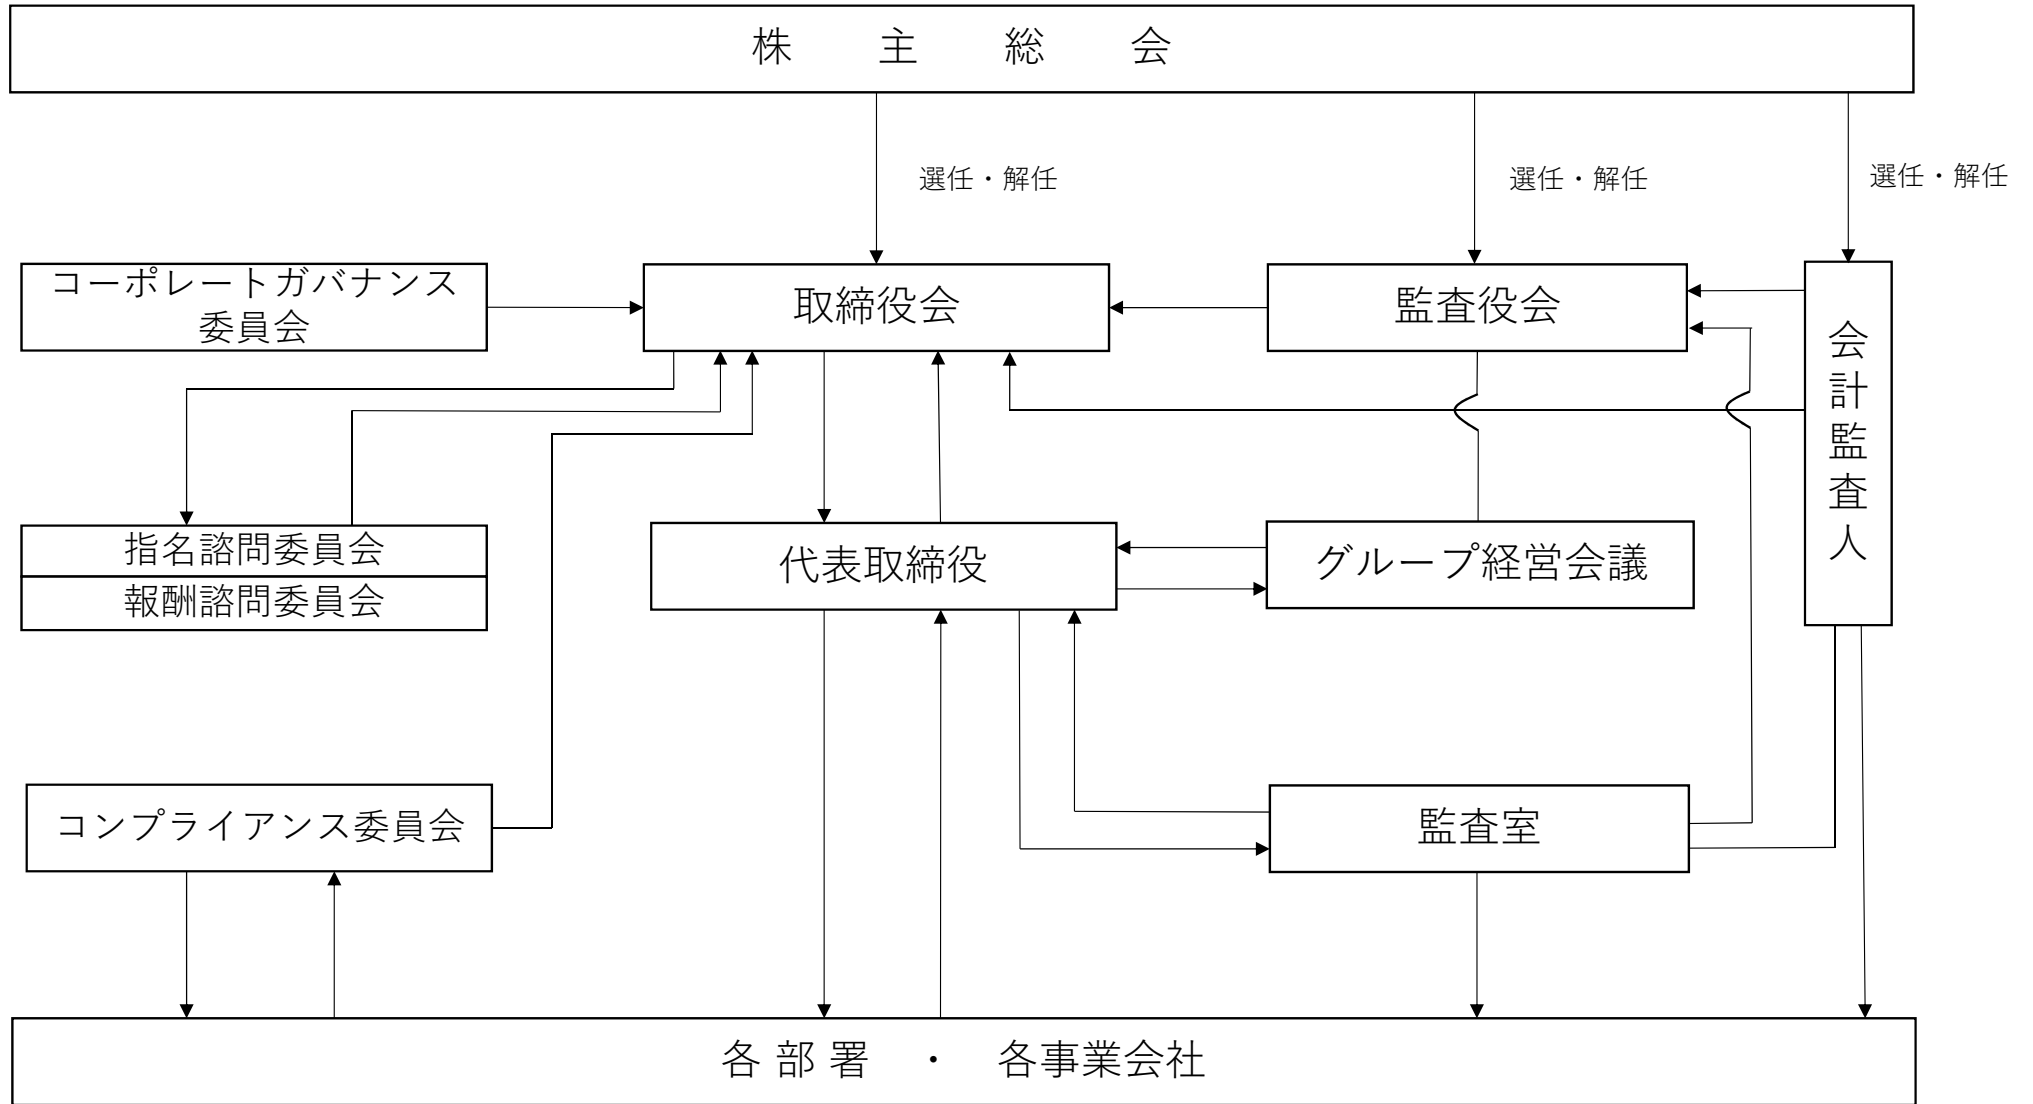 株主総会
選任・解任
選任・解任
選任・解任
コーポレートガバナンス
委員会
取締役会
監査役会
会計監査人
指名諮問委員会
報酬諮問委員会
代表取締役
グループ経営会議
コンプライアンス委員会
監査室
各部署・各事業会社